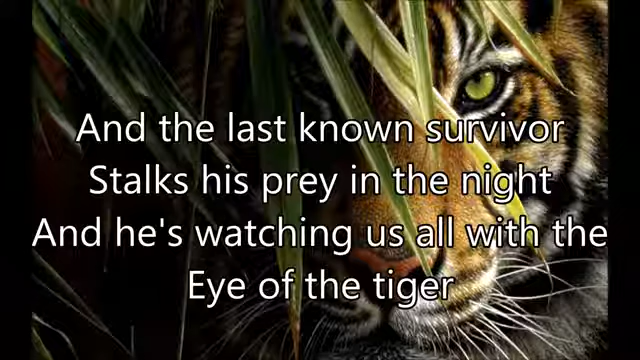 And the last known survivor
Stalks his prey in the night
And he's watching us all with the
Eye of the tiger